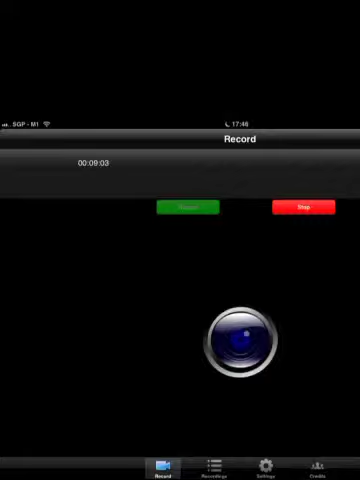 SGP - M1
17:46
Record
00:09:03
Stop
Record
Recordings
Settings
Credits